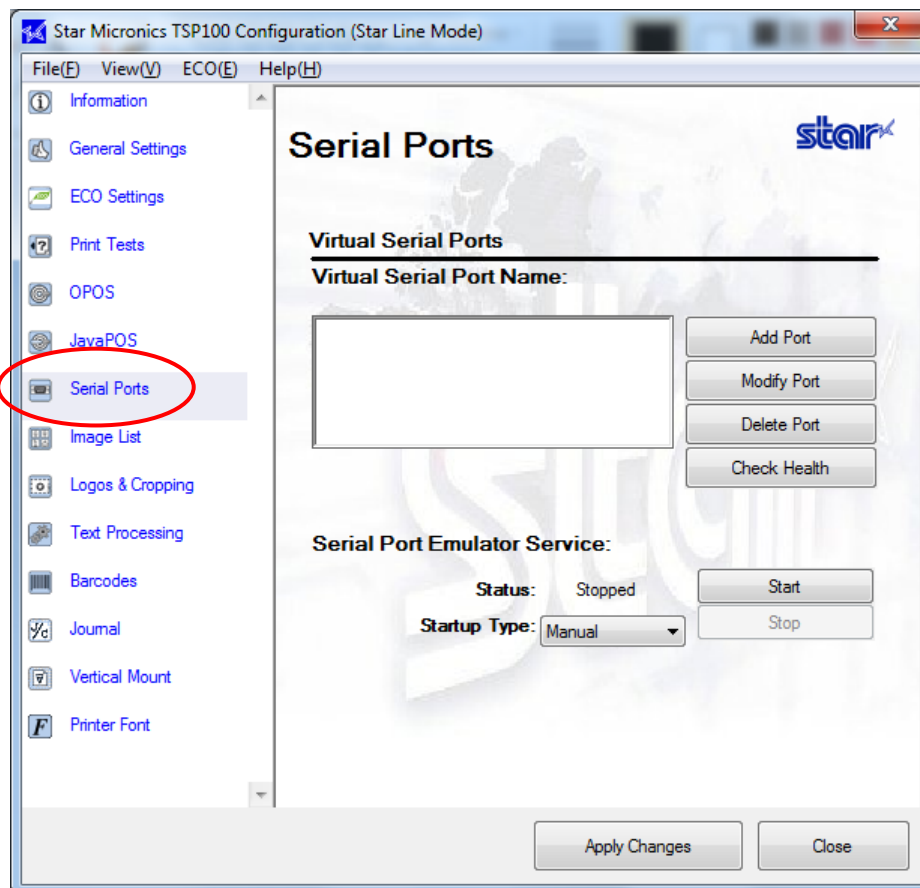 Star Micronics TSP100 Configuration (Star Line Mode)
x
File(F) View(V) ECO(E) Help(H)
Information
General Settings
ECO Settings
Print Tests
OPOS
JavaPOS
Serial Ports
Image List
Logos & Cropping
Text Processing
Barcodes
Journal
Vertical Mount
Printer Font
Serial Ports
star
Virtual Serial Ports
Virtual Serial Port Name:
Add Port
Modify Port
Delete Port
Check Health
Serial Port Emulator Service:
Status: Stopped Start
Startup Type: Manual Stop
Apply Changes Close